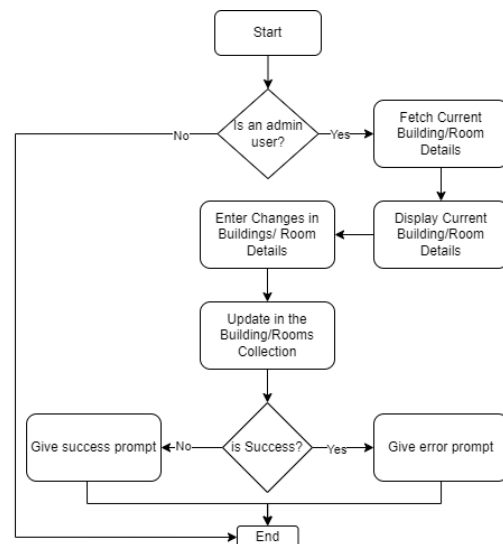 Start
Is an admin
user?
No
Yes
Fetch Current
Building/Room
Details
Enter Changes in
Buildings/ Room
Details
Display Current
Building/Room
Details
Update in the
Building/Rooms
Collection
Give success prompt
No
is Success?
Yes
Give error prompt
End